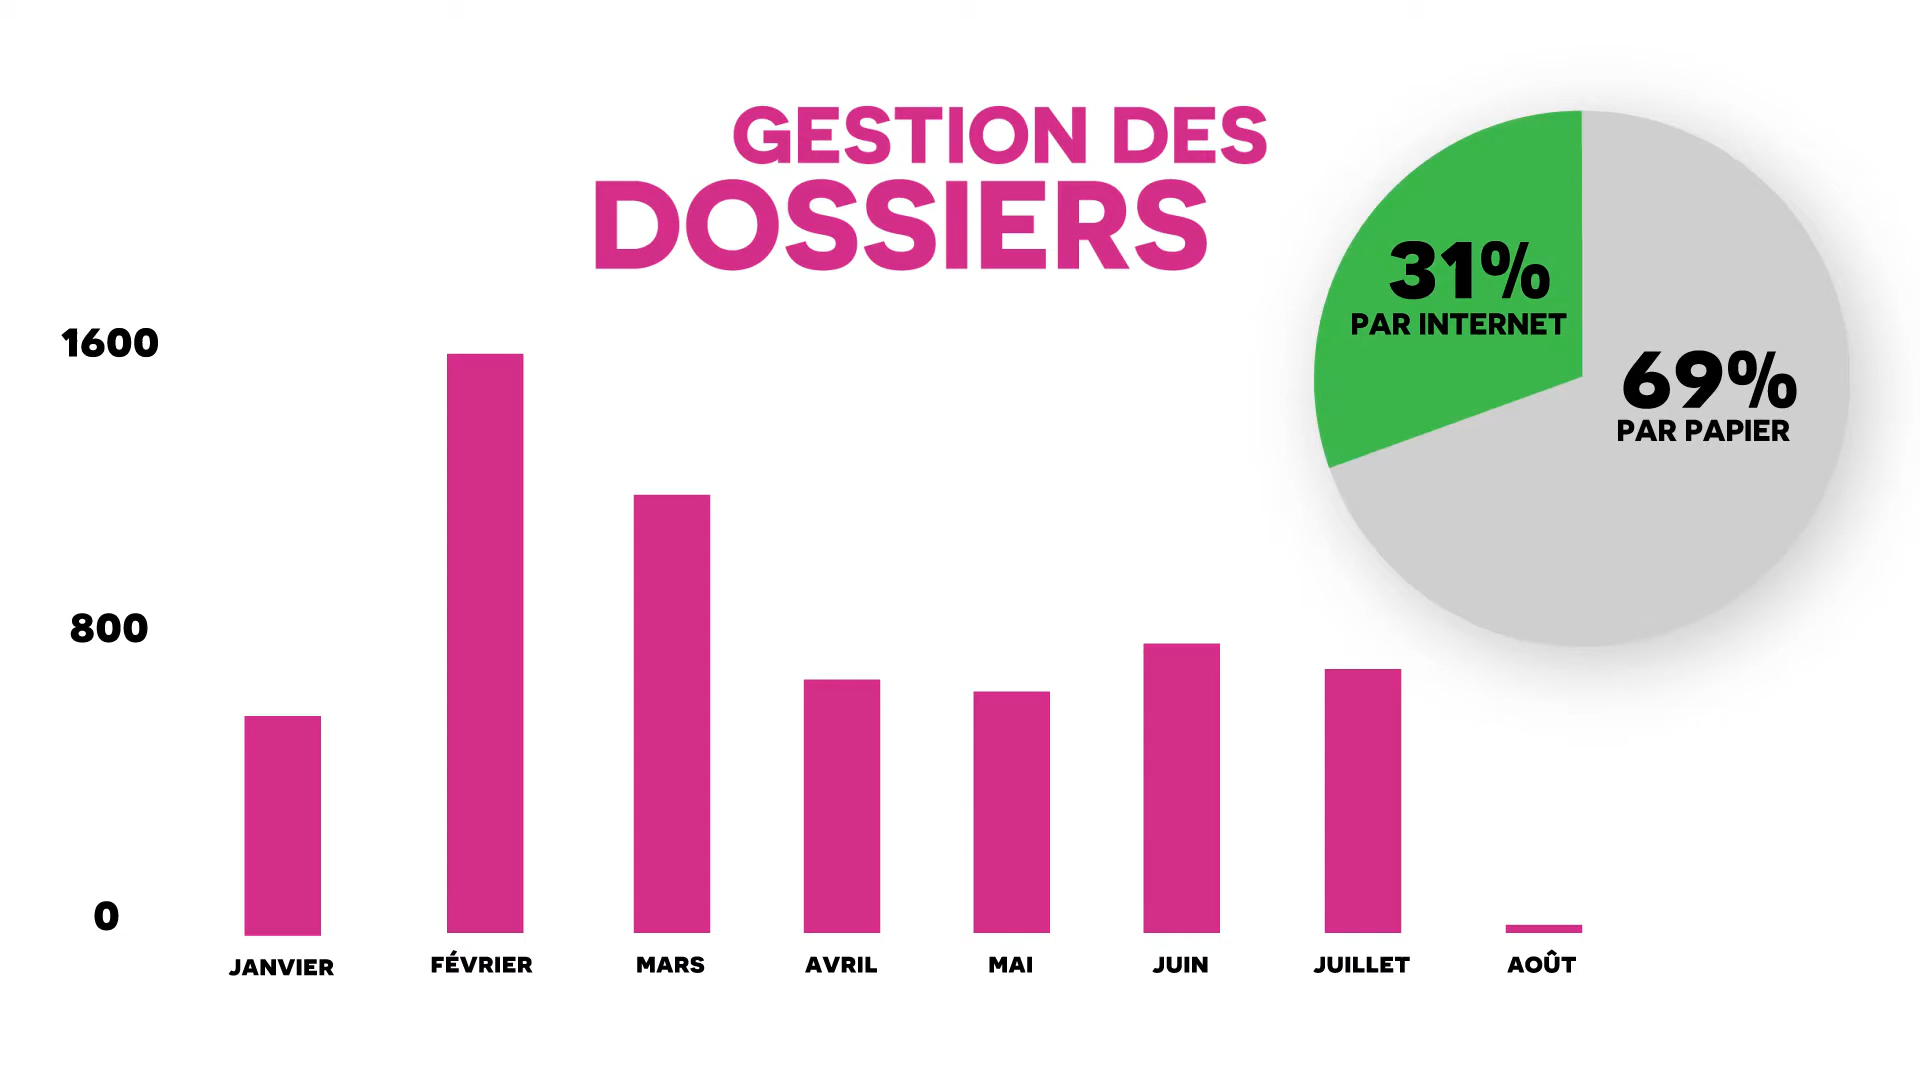 GESTION DES
DOSSIERS
31%
PAR INTERNET
69%
PAR PAPIER
1600
800
0
JANVIER
FÉVRIER
MARS
AVRIL
MAI
JUIN
JUILLET
AOÛT